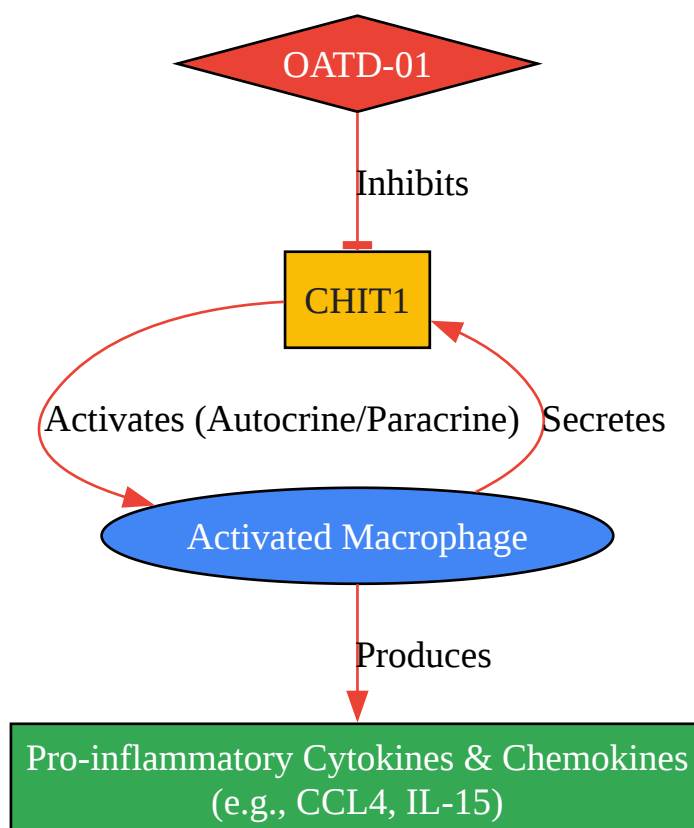 OATD-01
Inhibits
CHIT1
Activates (Autocrine/Paracrine)
Secretes
Activated Macrophage
Produces
Pro-inflammatory Cytokines & Chemokines
(e.g., CCL4, IL-15)